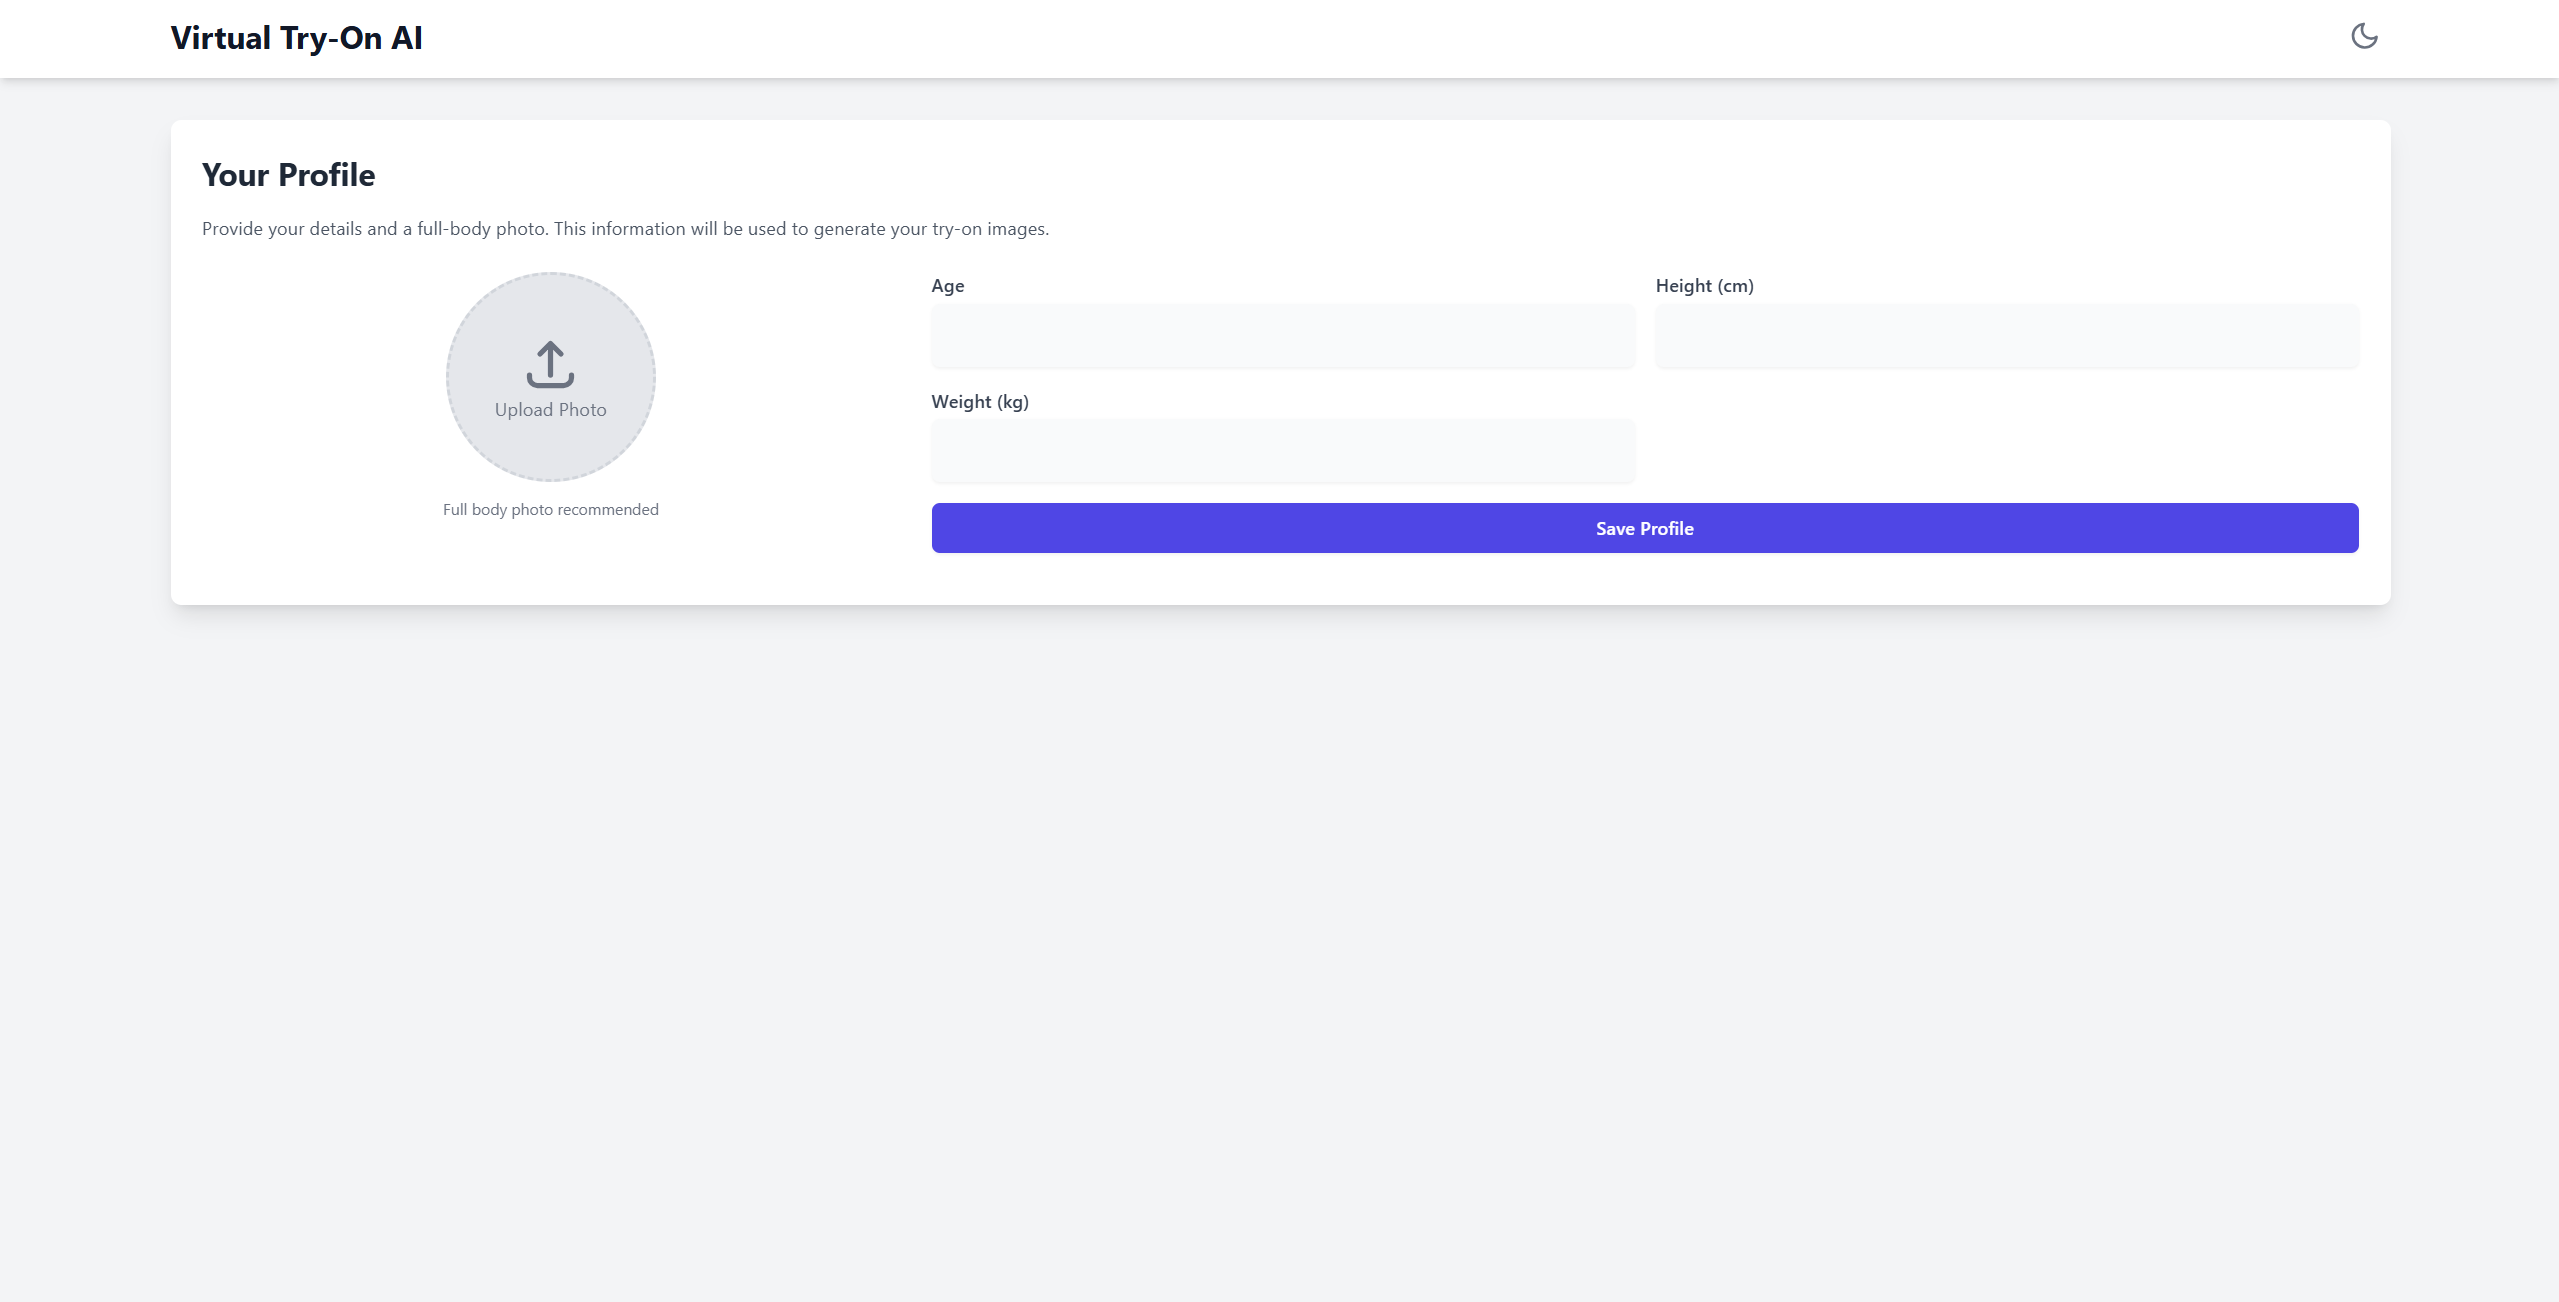 Virtual Try-On AI
Your Profile
Provide your details and a full-body photo. This information will be used to generate your try-on images.
Upload Photo
Full body photo recommended
Age
Height (cm)
Weight (kg)
Save Profile